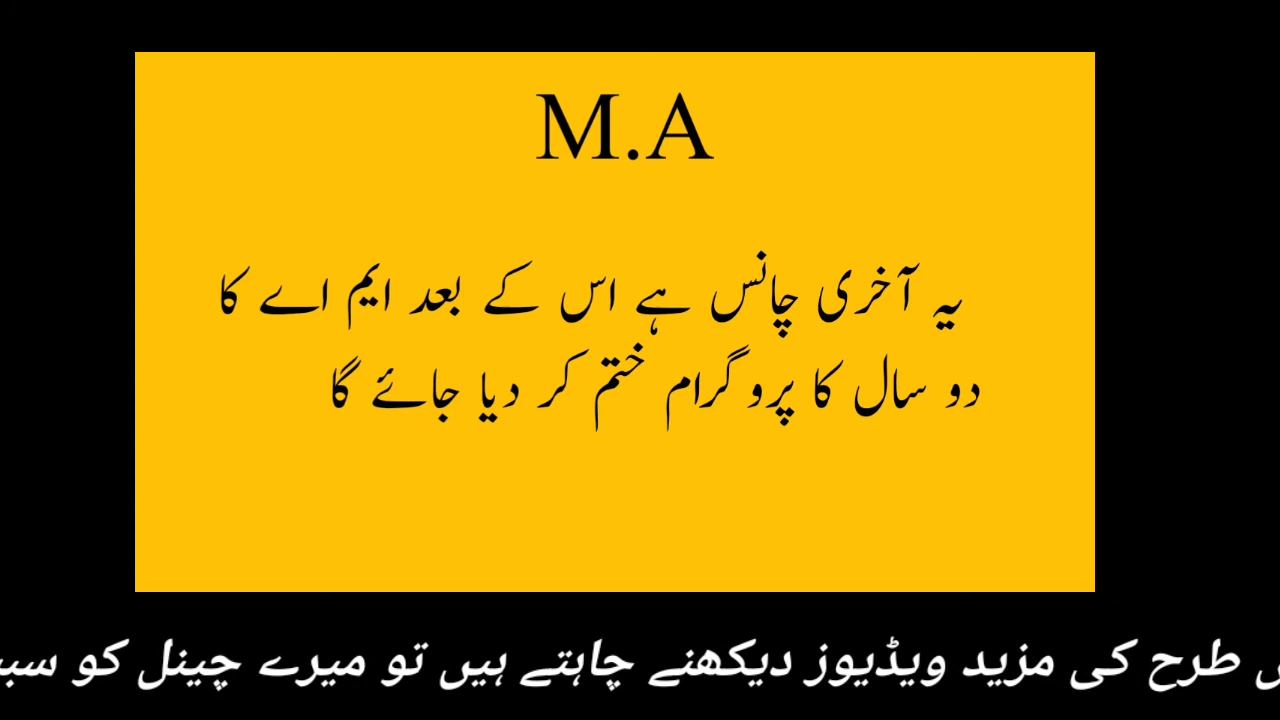 M.A
یہ آخری چانس ہے اس کے بعد ایم اے کا
دو سال کا پروگرام ختم کر دیا جائے گا
طرح کی مزید ویڈیوز دیکھنے چاہتے ہیں تو میرے چینل کو